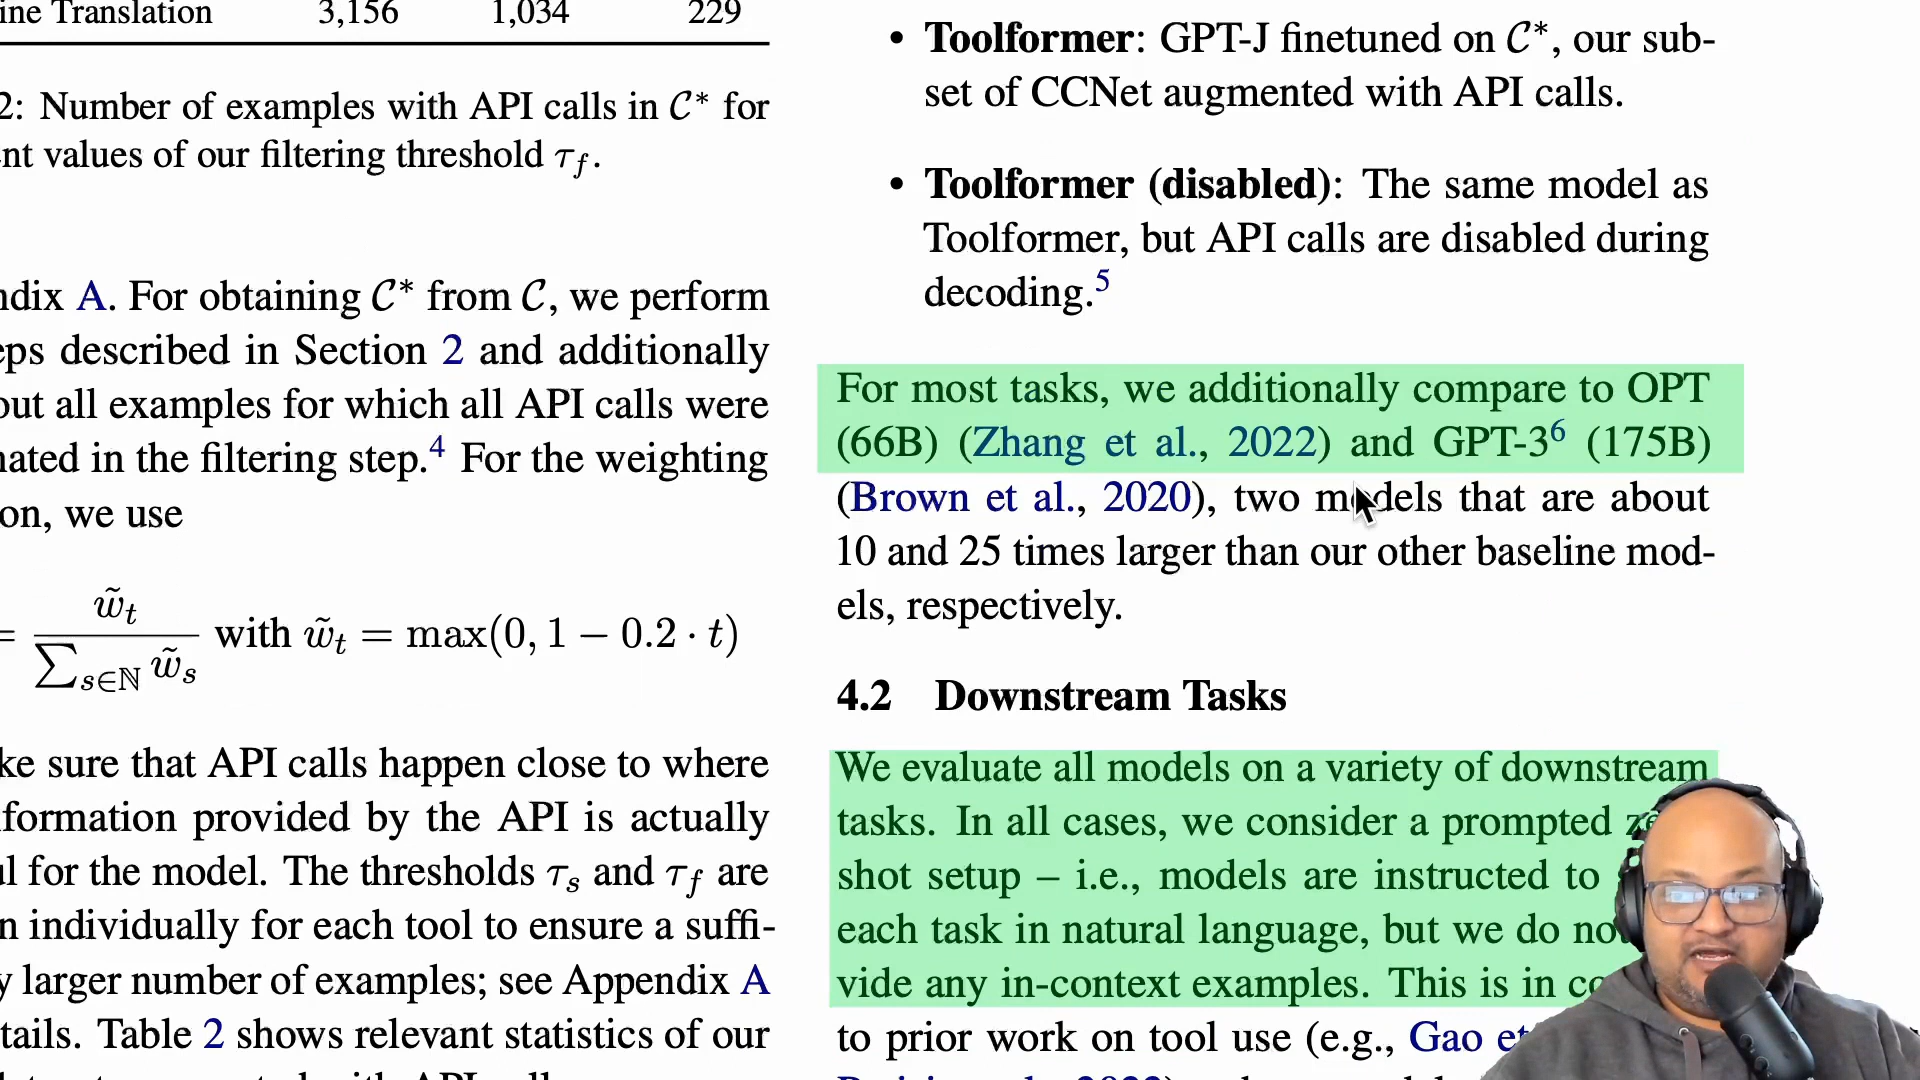 ine Translation 3,156 1,034 229
2: Number of examples with API calls in C* for
nt values of our filtering threshold τf.
ndix A. For obtaining C* from C, we perform
eps described in Section 2 and additionally
out all examples for which all API calls were
nated in the filtering step.4 For the weighting
on, we use
= w̃t / ∑s∈ℕ w̃s with w̃t = max(0, 1 − 0.2 · t)
ke sure that API calls happen close to where
nformation provided by the API is actually
ul for the model. The thresholds τs and τf are
n individually for each tool to ensure a suffi-
y larger number of examples; see Appendix A
tails. Table 2 shows relevant statistics of our
• Toolformer: GPT-J finetuned on C*, our sub-
set of CCNet augmented with API calls.
• Toolformer (disabled): The same model as
Toolformer, but API calls are disabled during
decoding.5
For most tasks, we additionally compare to OPT
(66B) (Zhang et al., 2022) and GPT-36 (175B)
(Brown et al., 2020), two models that are about
10 and 25 times larger than our other baseline mod-
els, respectively.
4.2 Downstream Tasks
We evaluate all models on a variety of downstream
tasks. In all cases, we consider a prompted ze
shot setup – i.e., models are instructed to
each task in natural language, but we do no
vide any in-context examples. This is in co
to prior work on tool use (e.g., Gao et